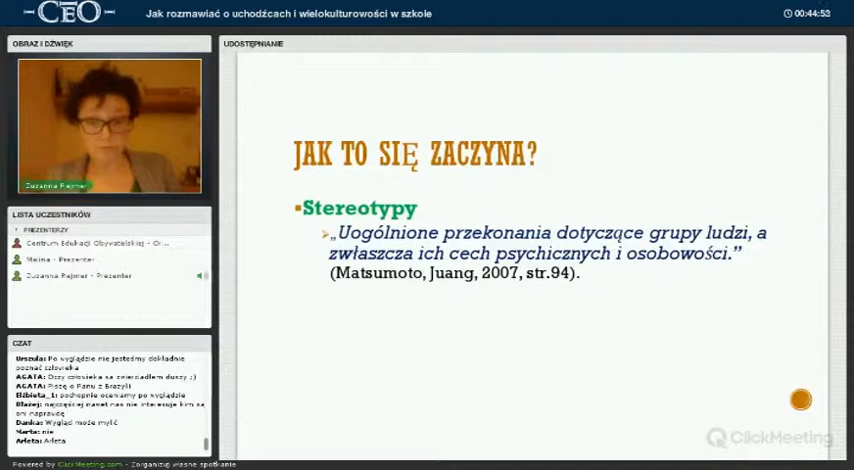 CEO
Jak rozmawiać o uchodźcach i wielokulturowości w szkole
00:44:53
OBRAZ I DŹWIĘK
Zuzanna Rejmer
LISTA UCZESTNIKÓW
PREZENTERZY
Centrum Edukacji Obywatelskiej - Or...
Malina - Prezenter
Zuzanna Rejmer - Prezenter
CZAT
Urszula: Po wyglądzie nie jesteśmy dokładnie
poznać człowieka
AGATA: Oczy człowieka są zwierciadłem duszy ;)
AGATA: Piszę o Panu z Brazylii
Elżbieta_1: pochopnie oceniamy po wyglądzie
Błażej: najczęściej nawet nas nie interesuje kim są
oni naprawdę
Danka: Wygląd może mylić
Marta: nie
Arleta: Arleta
Powered by ClickMeeting.com - Zorganizuj własne spotkanie
UDOSTĘPNIANIE
JAK TO SIĘ ZACZYNA?
Stereotypy
„Uogólnione przekonania dotyczące grupy ludzi, a
zwłaszcza ich cech psychicznych i osobowości.”
(Matsumoto, Juang, 2007, str.94).
ClickMeeting